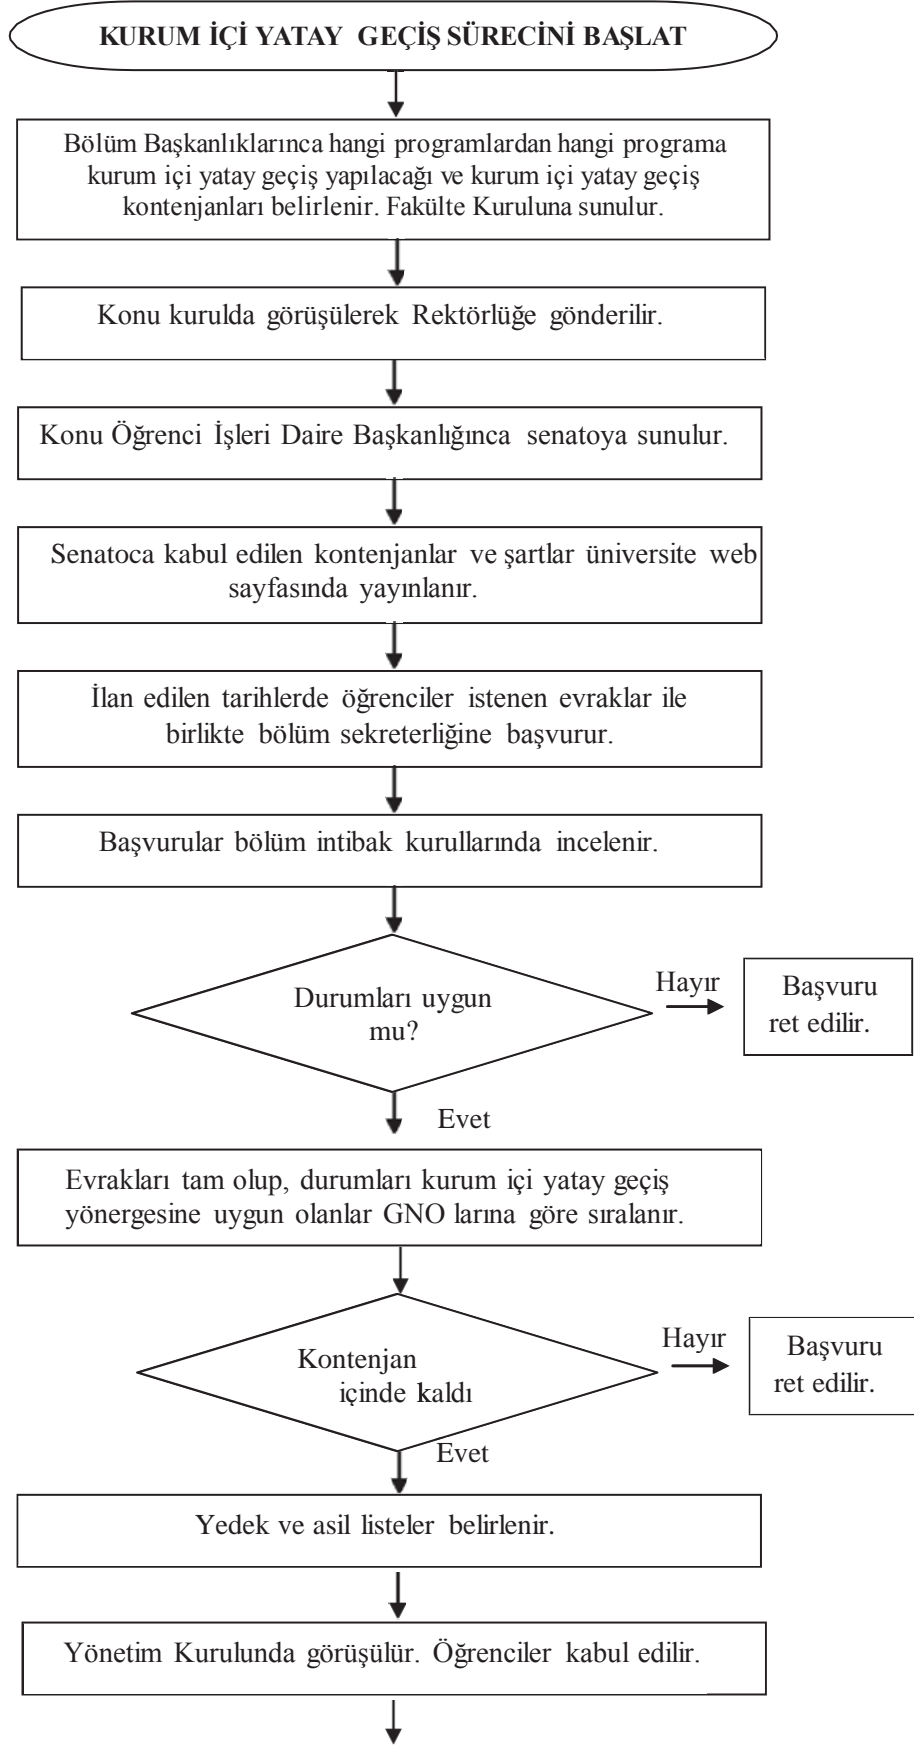 KURUM İÇİ YATAY GEÇİŞ SÜRECİNİ BAŞLAT
Bölüm Başkanlıklarınca hangi programlardan hangi programa
kurum içi yatay geçiş yapılacağı ve kurum içi yatay geçiş
kontenjanları belirlenir. Fakülte Kuruluna sunulur.
Konu kurulda görüşülerek Rektörlüğe gönderilir.
Konu Öğrenci İşleri Daire Başkanlığınca senatoya sunulur.
Senatoca kabul edilen kontenjanlar ve şartlar üniversite web
sayfasında yayınlanır.
İlan edilen tarihlerde öğrenciler istenen evraklar ile
birlikte bölüm sekreterliğine başvurur.
Başvurular bölüm intibak kurullarında incelenir.
Durumları uygun
mu?
Hayır
Başvuru
ret edilir.
Evet
Evrakları tam olup, durumları kurum içi yatay geçiş
yönergesine uygun olanlar GNO larına göre sıralanır.
Kontenjan
içinde kaldı
Hayır
Başvuru
ret edilir.
Evet
Yedek ve asil listeler belirlenir.
Yönetim Kurulunda görüşülür. Öğrenciler kabul edilir.